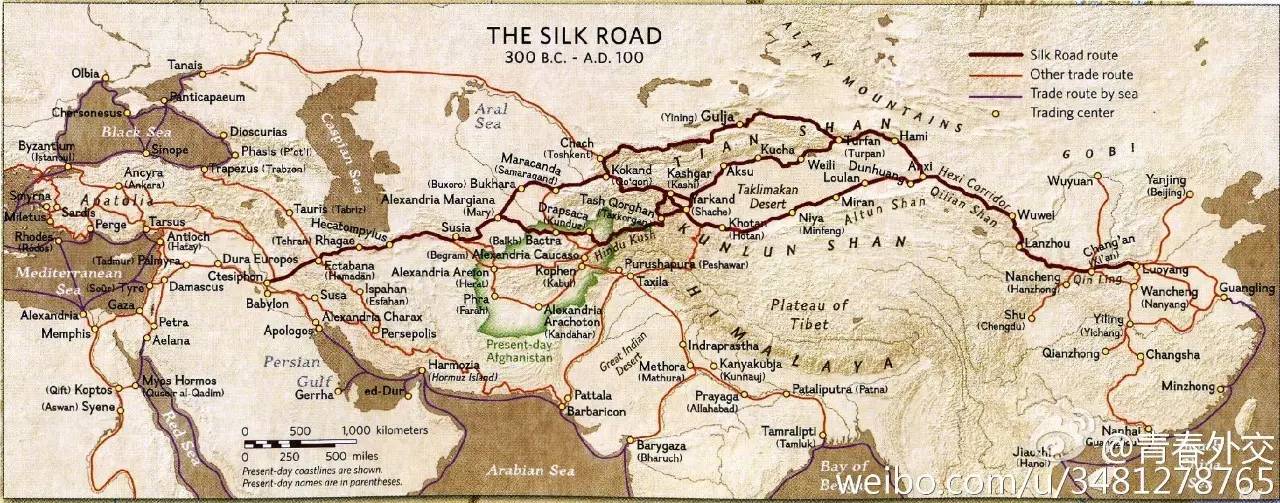 THE SILK ROAD
300 B.C. - A.D. 100
Silk Road route
Other trade route
Trade route by sea
Trading center
ALTAY MOUNTAINS
Tanais
Olbia
Panticapaeum
Chersonesus
Black Sea
Dioscurias
Phasis (P'ot'i)
Trapezus (Trabzon)
Sinope
Byzantium
(Istanbul)
Caspian Sea
Aral
Sea
Chach
(Toshkent)
(Yining) Gulja
TIAN SHAN
Turfan
(Turpan)
Hami
GOBI
Wuyuan
Yanjing
(Beijing)
Maracanda
(Samarqand)
(Buxoro) Bukhara
Kokand
(Qo'qon)
Kashgar
(Kashi)
Aksu
Kucha
Weili
Loulan
Dunhuang
Anxi
Hexi Corridor
Qilian Shan
Wuwei
Lanzhou
Taklimakan
Desert
Miran
Altun Shan
Yarkand
(Shache)
Khotan
(Hotan)
Niya
(Minfeng)
KUNLUN SHAN
Ancyra
(Ankara)
Anatolia
Smyrna
Sardis
Miletus
Perge
Tarsus
Rhodes
(Rodos)
Antioch
(Hatay)
Tauris (Tabriz)
Hecatompylus
(Tehran) Rhagae
Alexandria Margiana
(Mary)
Susia
Drapsaca
(Kunduz)
Tash Qorghan
(Taxkorgan)
(Balkh) Bactra
Hindu Kush
(Begram) Alexandria Caucaso
Alexandria Areion
(Herat)
Kophen
(Kabul)
Purushapura (Peshawar)
Taxila
HIMALAYA
Phra
(Farah)
Alexandria
Arachoton
(Kandahar)
Present-day
Afghanistan
Mediterranean
Sea
(Tadmur) Palmyra
Dura Europos
Ctesiphon
Babylon
(Soûr) Tyre
Damascus
Gaza
Alexandria
Memphis
Petra
Aelana
Ectabana
(Hamadan)
Susa
Ispahan
(Esfahan)
Alexandria Charax
Persepolis
Apologos
Persian
Gulf
Gerrha
ed-Dur
Harmozia
(Hormuz Island)
(Qift) Koptos
(Aswan) Syene
Myos Hormos
(Quseir al-Qadim)
Red Sea
Great Indian
Desert
Pattala
Barbaricon
Barygaza
(Bharuch)
Arabian Sea
Indraprastha
Methora
(Mathura)
Kanyakubja
(Kunnauj)
Prayaga
(Allahabad)
Pataliputra (Patna)
Tamralipti
(Tamluk)
Bay of
Plateau of
Tibet
Chang'an
(Xi'an)
Luoyang
Qin Ling
Nancheng
(Hanzhong)
Shu
(Chengdu)
Wancheng
(Nanyang)
Guangling
Yiling
(Yichang)
Qianzhong
Changsha
Minzhong
Nanhai
Jiaozhi
(Hanoi)
0 500 1,000 kilometers
0 500 miles
Present-day coastlines are shown.
Present-day names are in parentheses.
@青春外交
weibo.com/u/3481278765